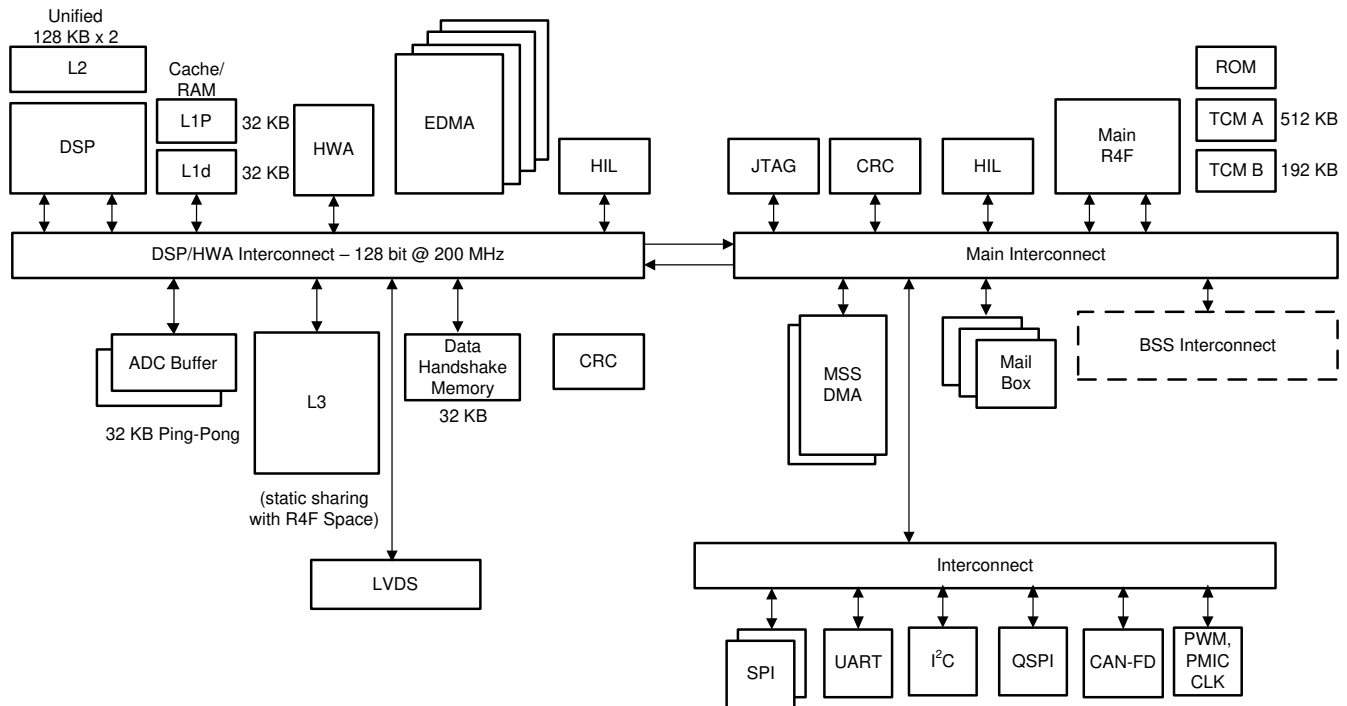 Unified
128 KB x 2
L2
Cache/
RAM
DSP
L1P
32 KB
L1d
32 KB
HWA
EDMA
HIL
JTAG
CRC
HIL
Main
R4F
ROM
TCM A
512 KB
TCM B
192 KB
DSP/HWA Interconnect – 128 bit @ 200 MHz
Main Interconnect
ADC Buffer
32 KB Ping-Pong
L3
(static sharing
with R4F Space)
Data
Handshake
Memory
32 KB
CRC
LVDS
MSS
DMA
Mail
Box
BSS Interconnect
Interconnect
SPI
UART
I²C
QSPI
CAN-FD
PWM,
PMIC
CLK